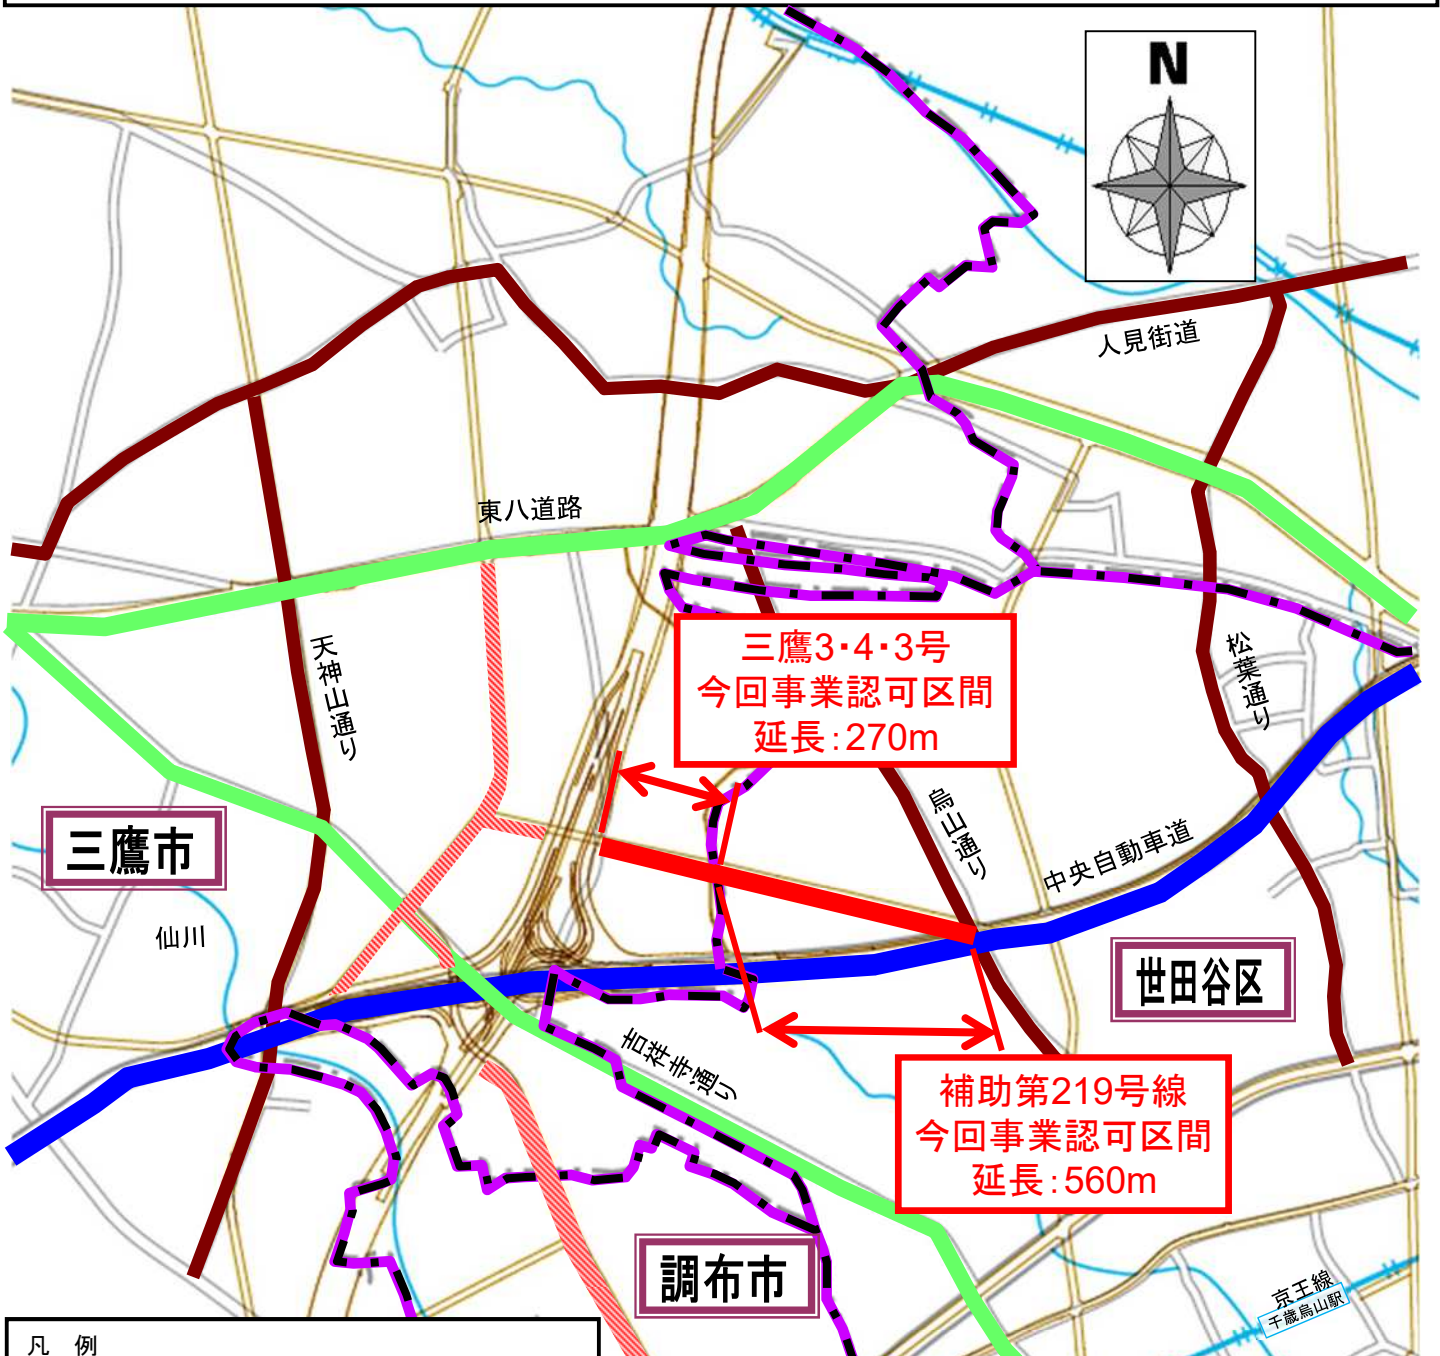 N
人見街道
東八道路
天神山通り
三鷹3・4・3号
今回事業認可区間
延長：270m
松葉通り
烏山通り
中央自動車道
三鷹市
仙川
世田谷区
吉祥寺通り
補助第219号線
今回事業認可区間
延長：560m
調布市
京王線
千歳烏山駅
凡　例